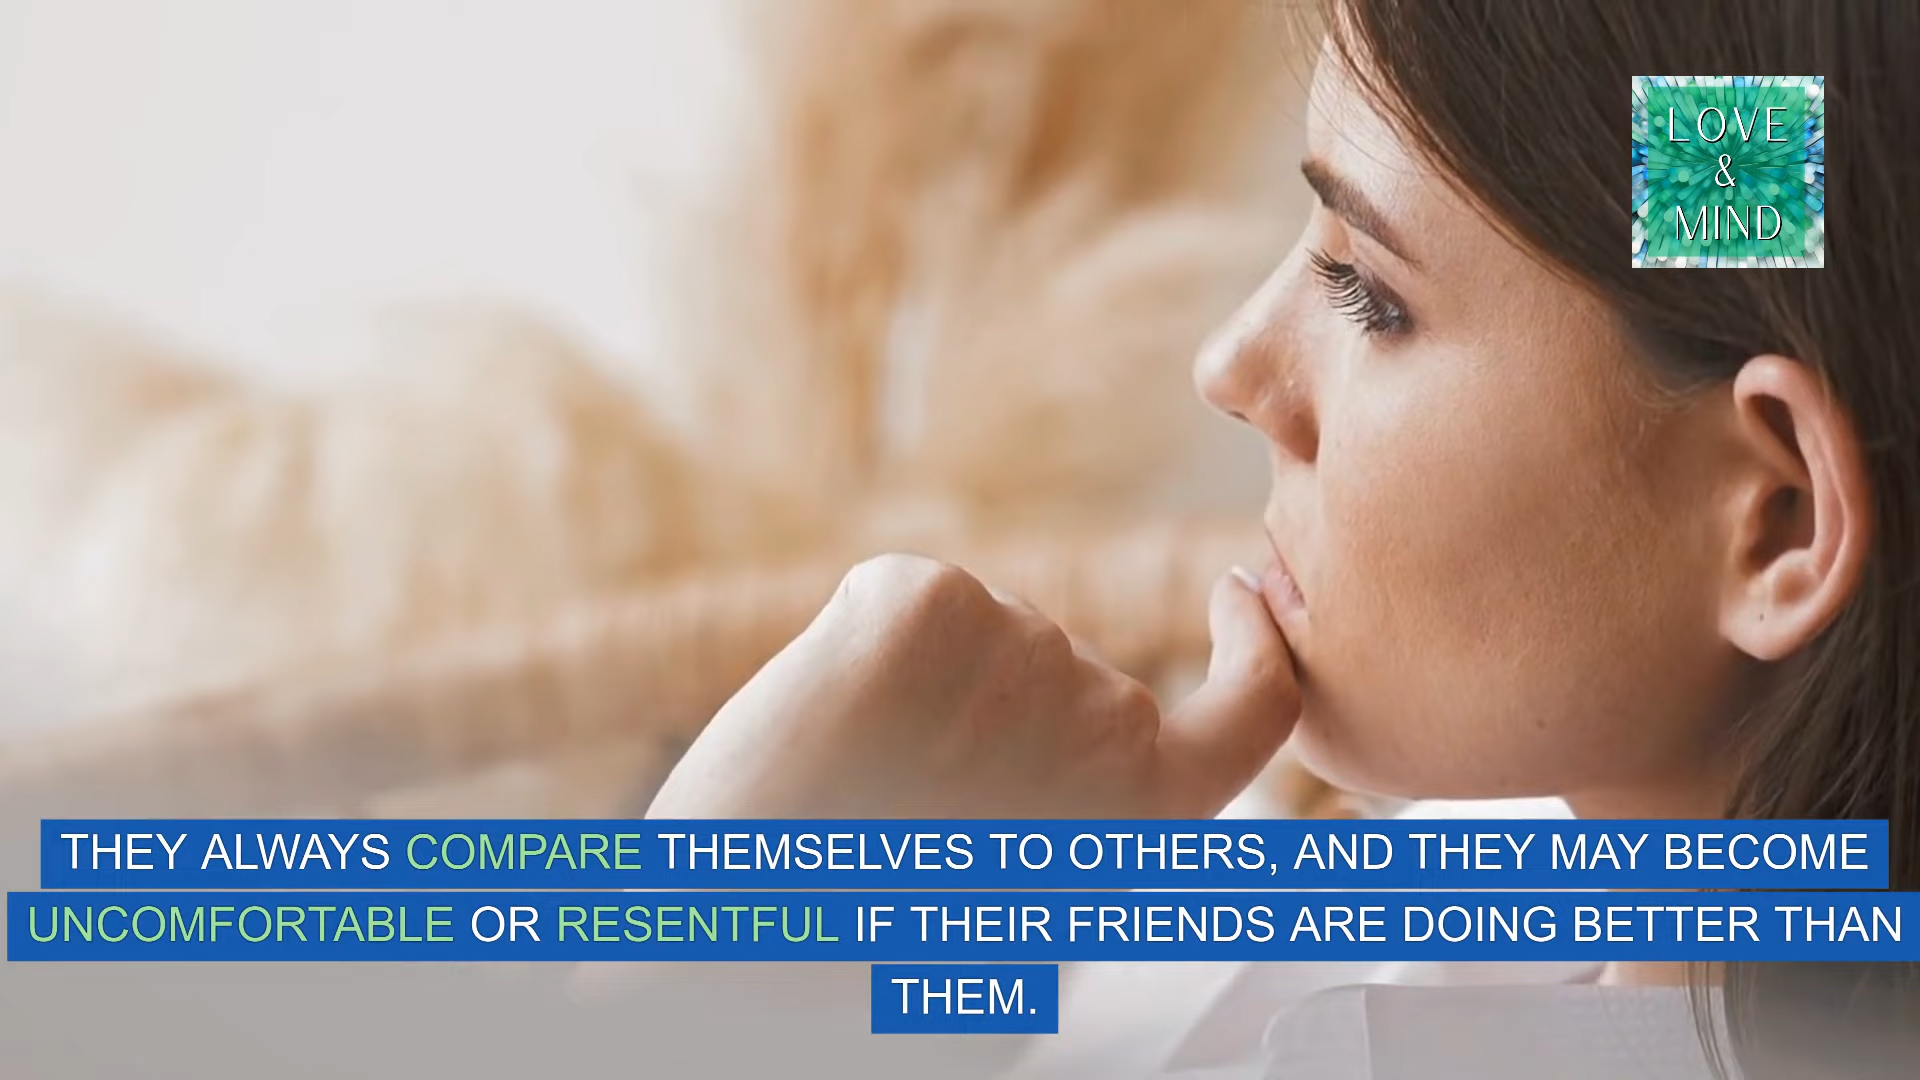 LOVE
&
MIND
THEY ALWAYS COMPARE THEMSELVES TO OTHERS, AND THEY MAY BECOME
UNCOMFORTABLE OR RESENTFUL IF THEIR FRIENDS ARE DOING BETTER THAN
THEM.